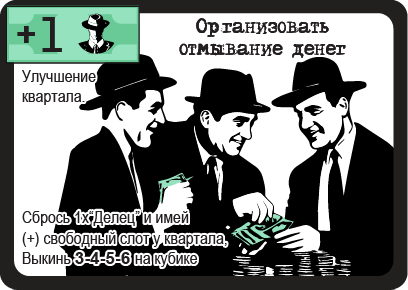 +1
Организовать
отмывание денег
Улучшение
квартала.
Сбрось 1х"Делец" и имей
(+) свободный слот у квартала,
Выкинь 3-4-5-6 на кубике